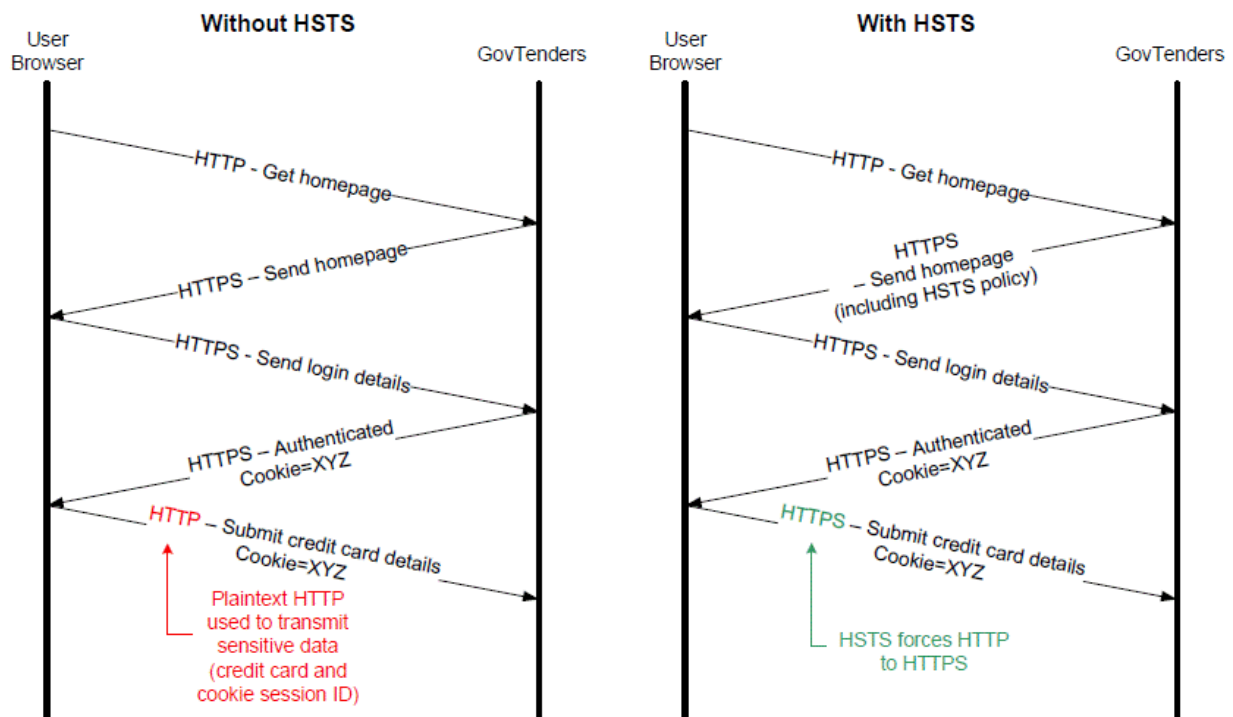 Without HSTS
User
Browser
GovTenders
HTTP - Get homepage
HTTPS – Send homepage
HTTPS - Send login details
HTTPS – Authenticated
Cookie=XYZ
HTTP – Submit credit card details
Cookie=XYZ
Plaintext HTTP
used to transmit
sensitive data
(credit card and
cookie session ID)
With HSTS
User
Browser
GovTenders
HTTP - Get homepage
HTTPS
– Send homepage
(including HSTS policy)
HTTPS - Send login details
HTTPS – Authenticated
Cookie=XYZ
HTTPS – Submit credit card details
Cookie=XYZ
HSTS forces HTTP
to HTTPS